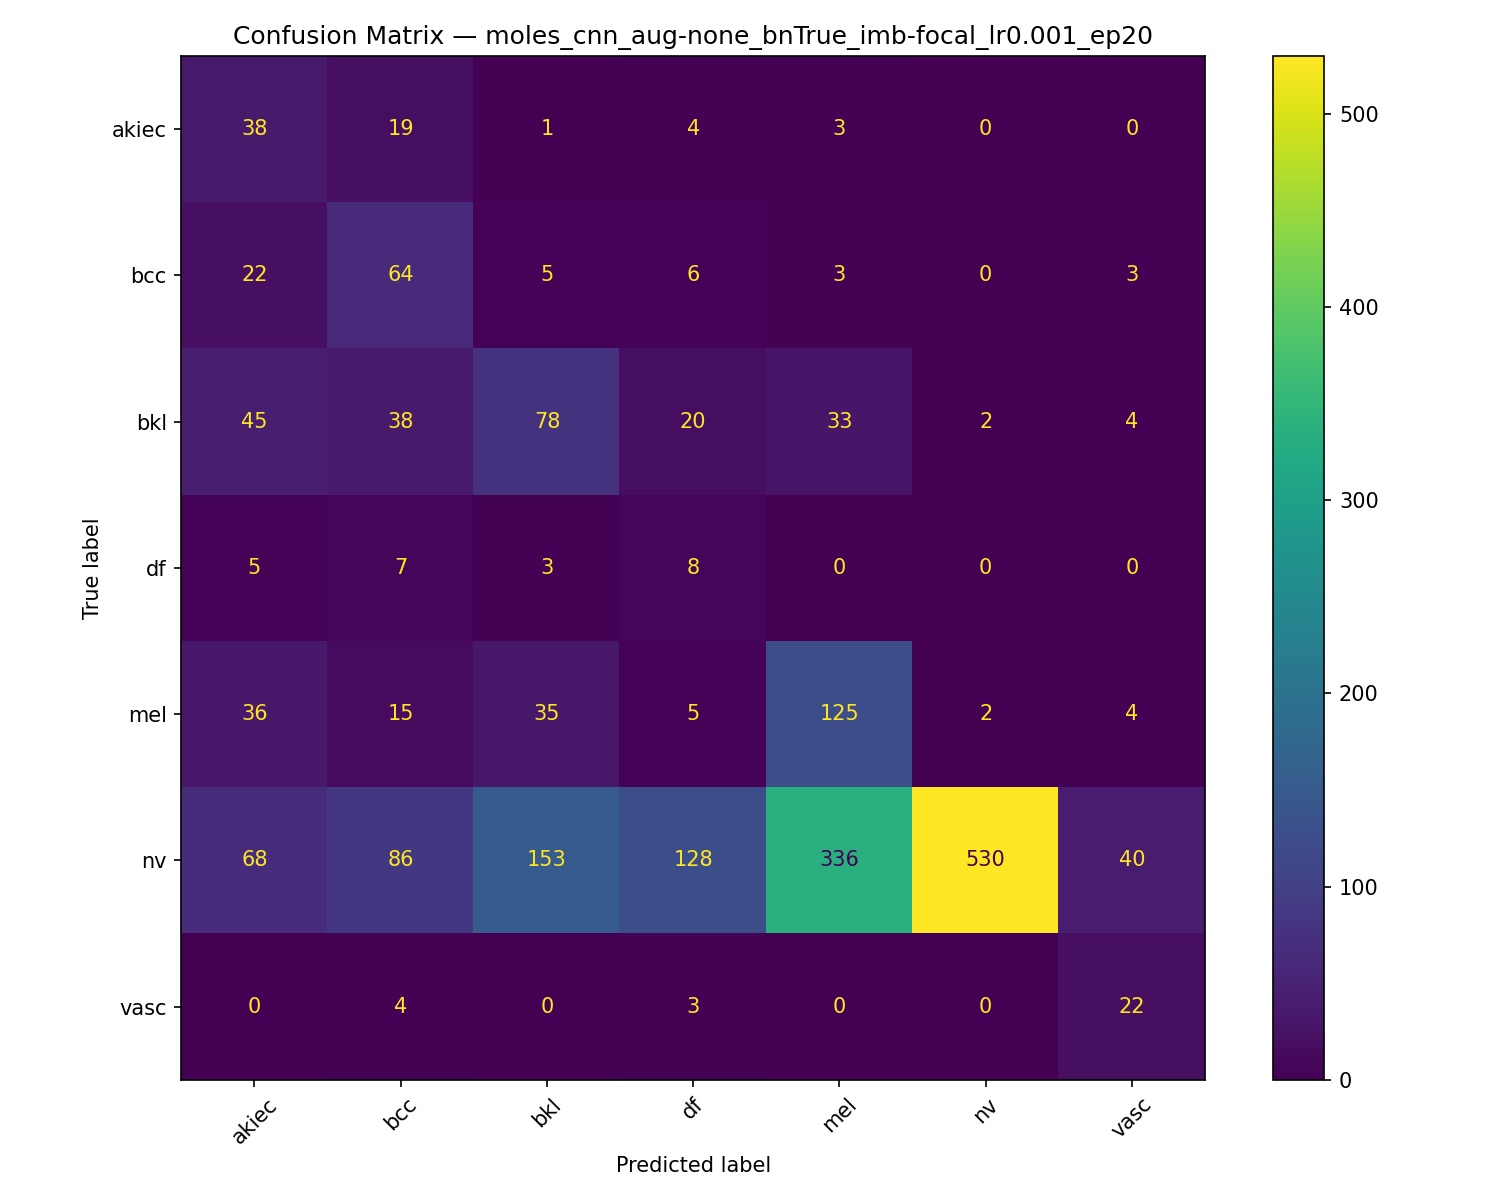 Confusion Matrix — moles_cnn_aug-none_bnTrue_imb-focal_lr0.001_ep20
akiec 38 19 1 4 3 0 0
bcc 22 64 5 6 3 0 3
bkl 45 38 78 20 33 2 4
df 5 7 3 8 0 0 0
mel 36 15 35 5 125 2 4
nv 68 86 153 128 336 530 40
vasc 0 4 0 3 0 0 22
akiec bcc bkl df mel nv vasc
Predicted label
True label
500
400
300
200
100
0